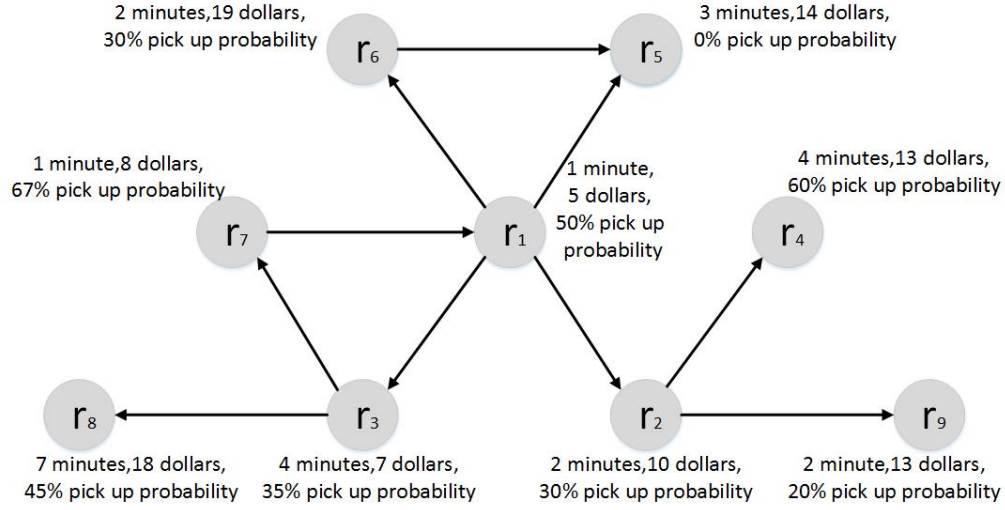 2 minutes,19 dollars,
30% pick up probability
r6
r5
3 minutes,14 dollars,
0% pick up probability
1 minute,8 dollars,
67% pick up probability
r7
r1
1 minute,
5 dollars,
50% pick up
probability
4 minutes,13 dollars,
60% pick up probability
r4
r8
7 minutes,18 dollars,
45% pick up probability
r3
4 minutes,7 dollars,
35% pick up probability
r2
2 minutes,10 dollars,
30% pick up probability
r9
2 minute,13 dollars,
20% pick up probability